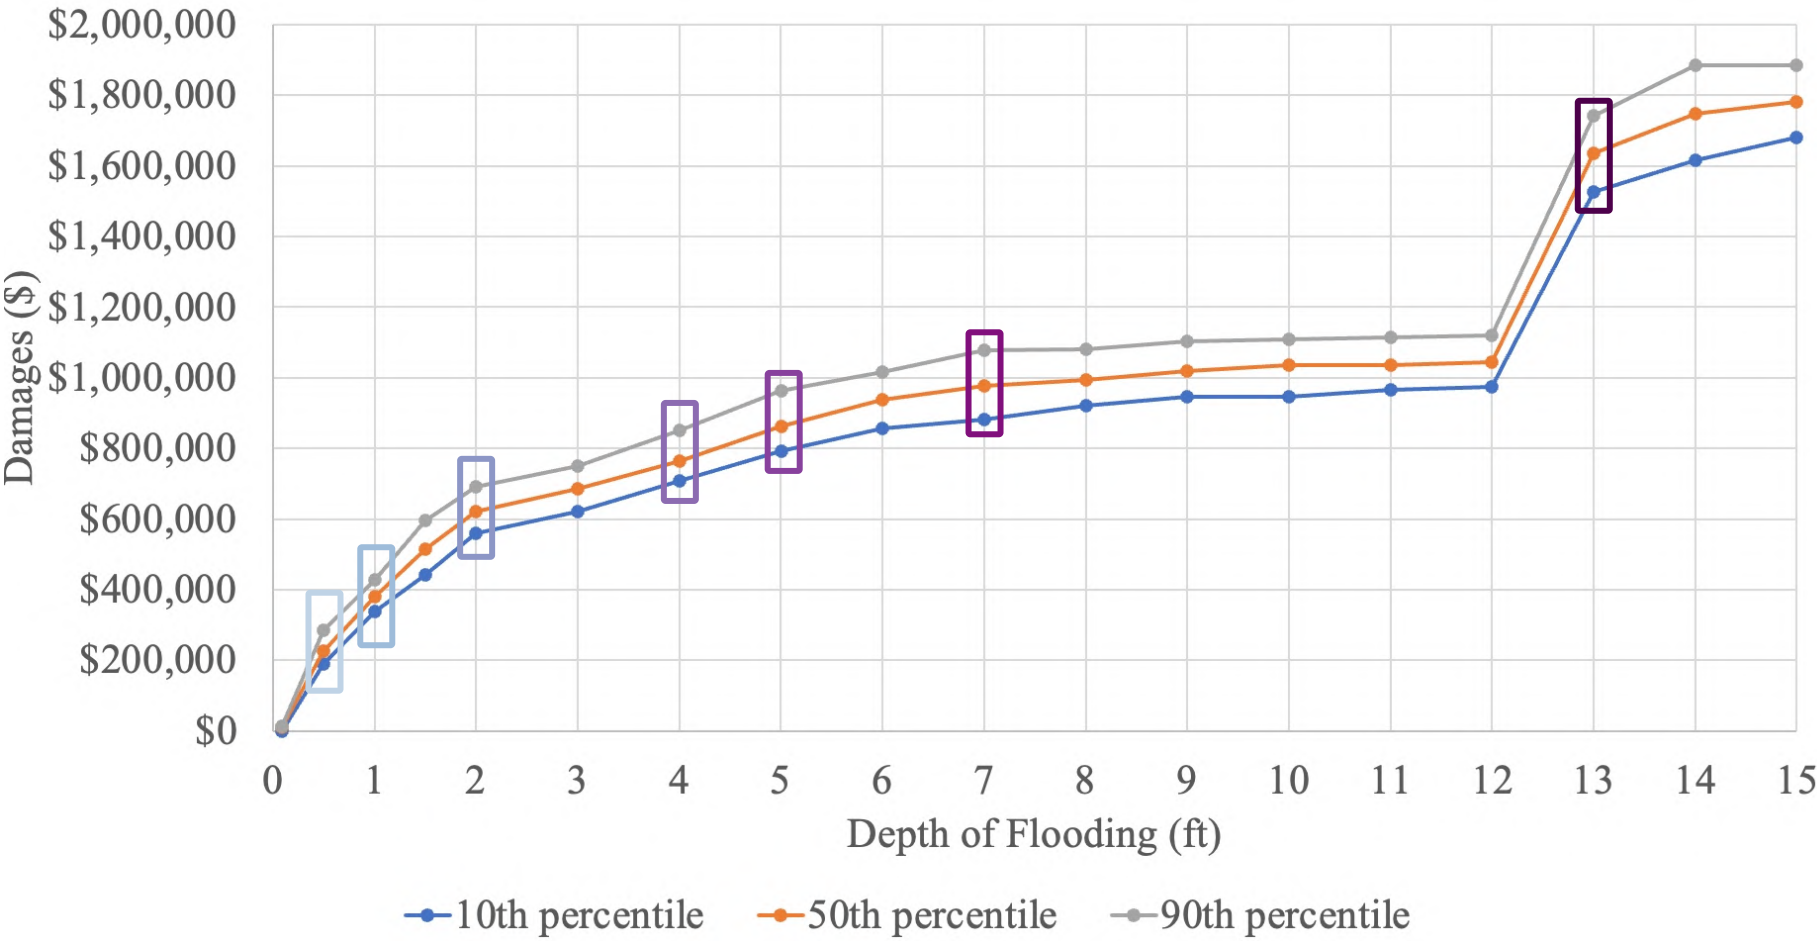 $2,000,000
$1,800,000
$1,600,000
$1,400,000
$1,200,000
$1,000,000
$800,000
$600,000
$400,000
$200,000
$0
Damages ($)
0 1 2 3 4 5 6 7 8 9 10 11 12 13 14 15
Depth of Flooding (ft)
10th percentile 50th percentile 90th percentile